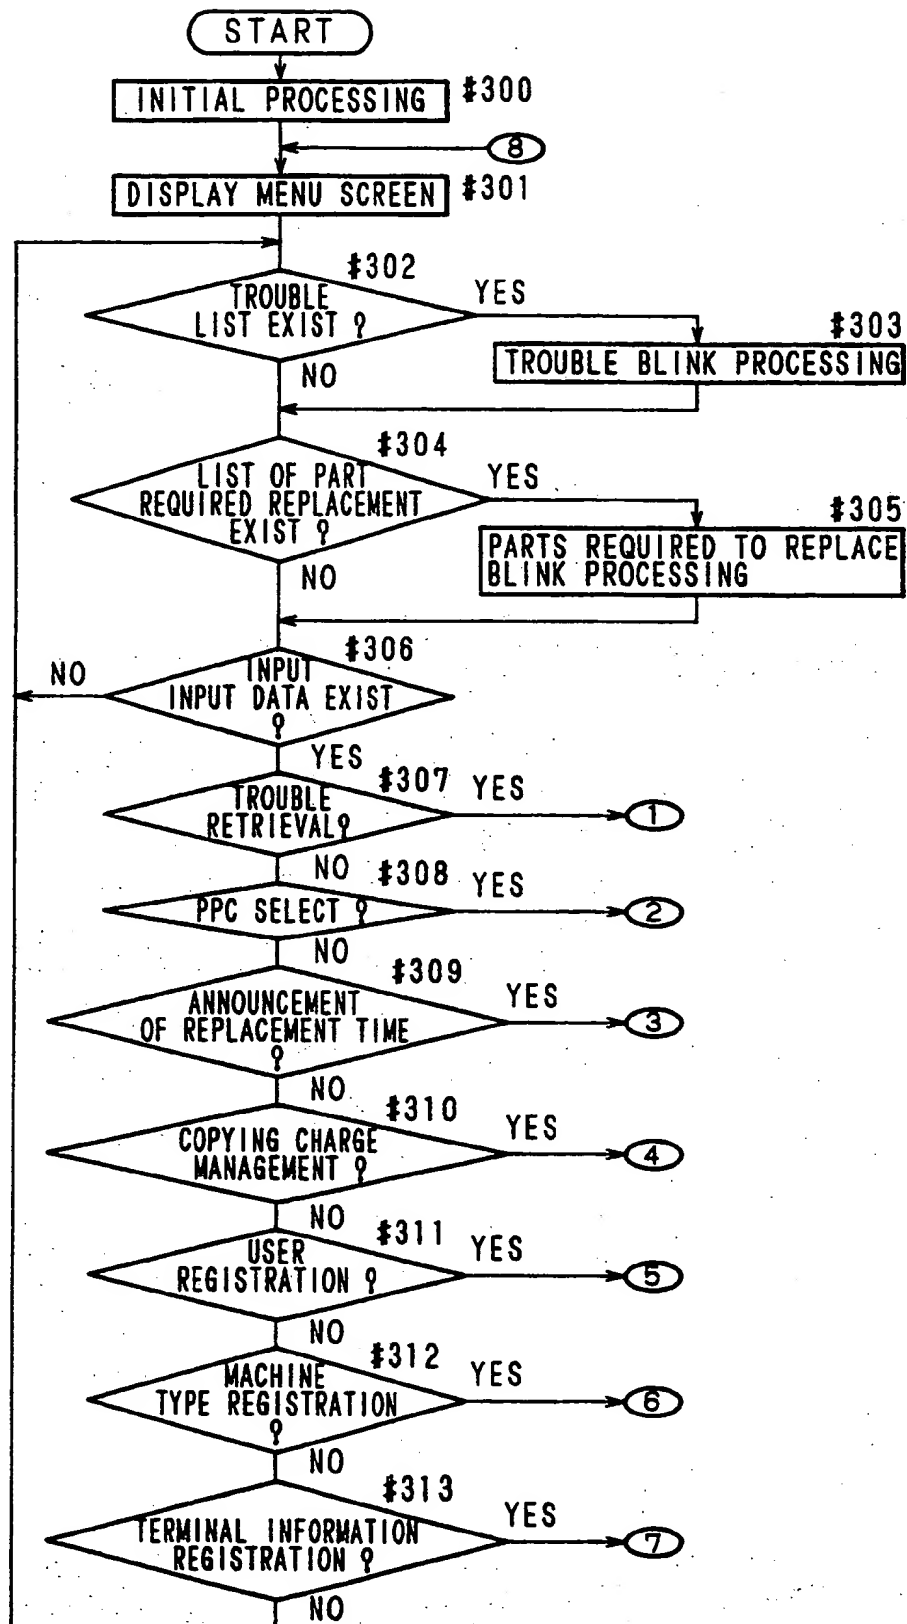 START
INITIAL PROCESSING
#300
8
DISPLAY MENU SCREEN
#301
#302
TROUBLE
LIST EXIST ?
YES
NO
#303
TROUBLE BLINK PROCESSING
#304
LIST OF PART
REQUIRED REPLACEMENT
EXIST ?
YES
NO
#305
PARTS REQUIRED TO REPLACE
BLINK PROCESSING
#306
INPUT
INPUT DATA EXIST
?
NO
YES
#307
TROUBLE
RETRIEVAL?
YES
1
NO
#308
PPC SELECT ?
YES
2
NO
#309
ANNOUNCEMENT
OF REPLACEMENT TIME
?
YES
3
NO
#310
COPYING CHARGE
MANAGEMENT ?
YES
4
NO
#311
USER
REGISTRATION ?
YES
5
NO
#312
MACHINE
TYPE REGISTRATION
?
YES
6
NO
#313
TERMINAL INFORMATION
REGISTRATION ?
YES
7
NO